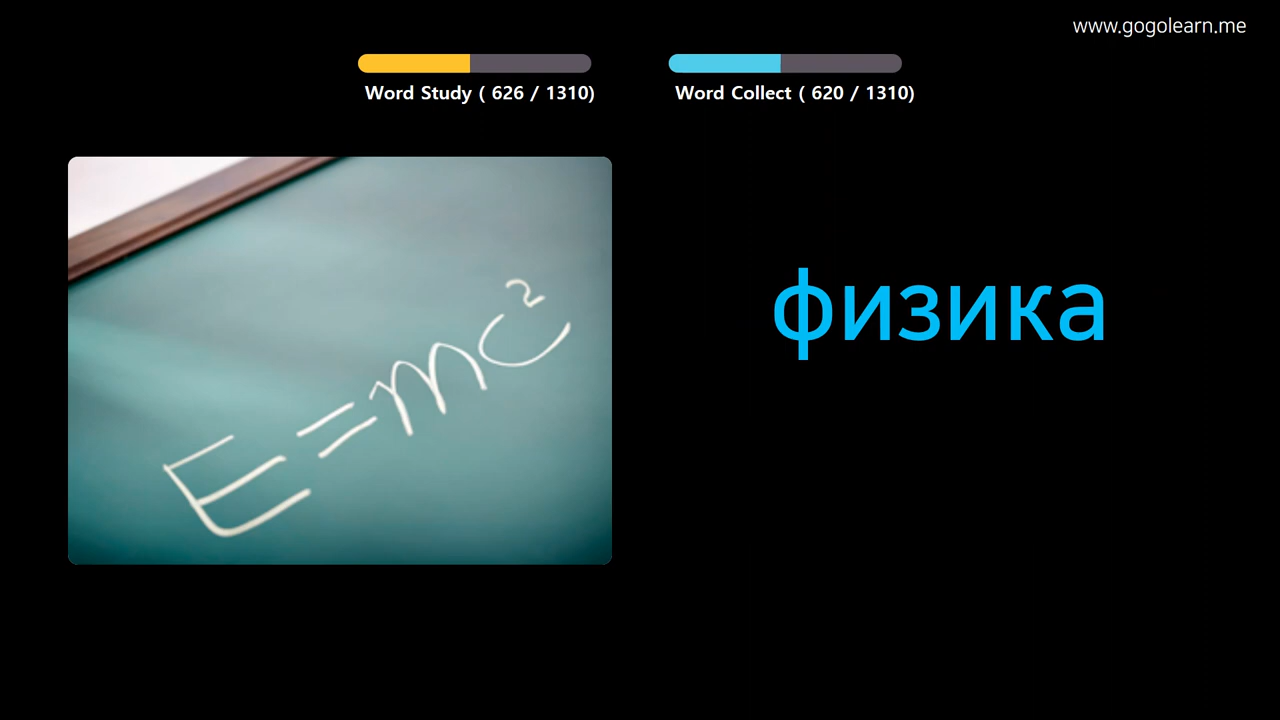 www.gogolearn.me
Word Study ( 626 / 1310)
Word Collect ( 620 / 1310)
E=mc²
физика